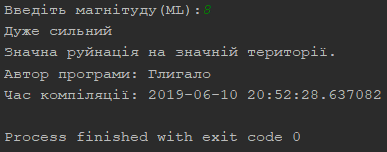 Введіть магнітуду(ML):8
Дуже сильний
Значна руйнація на значній території.
Автор програми: Глигало
Час компіляції: 2019-06-10 20:52:28.637082
Process finished with exit code 0